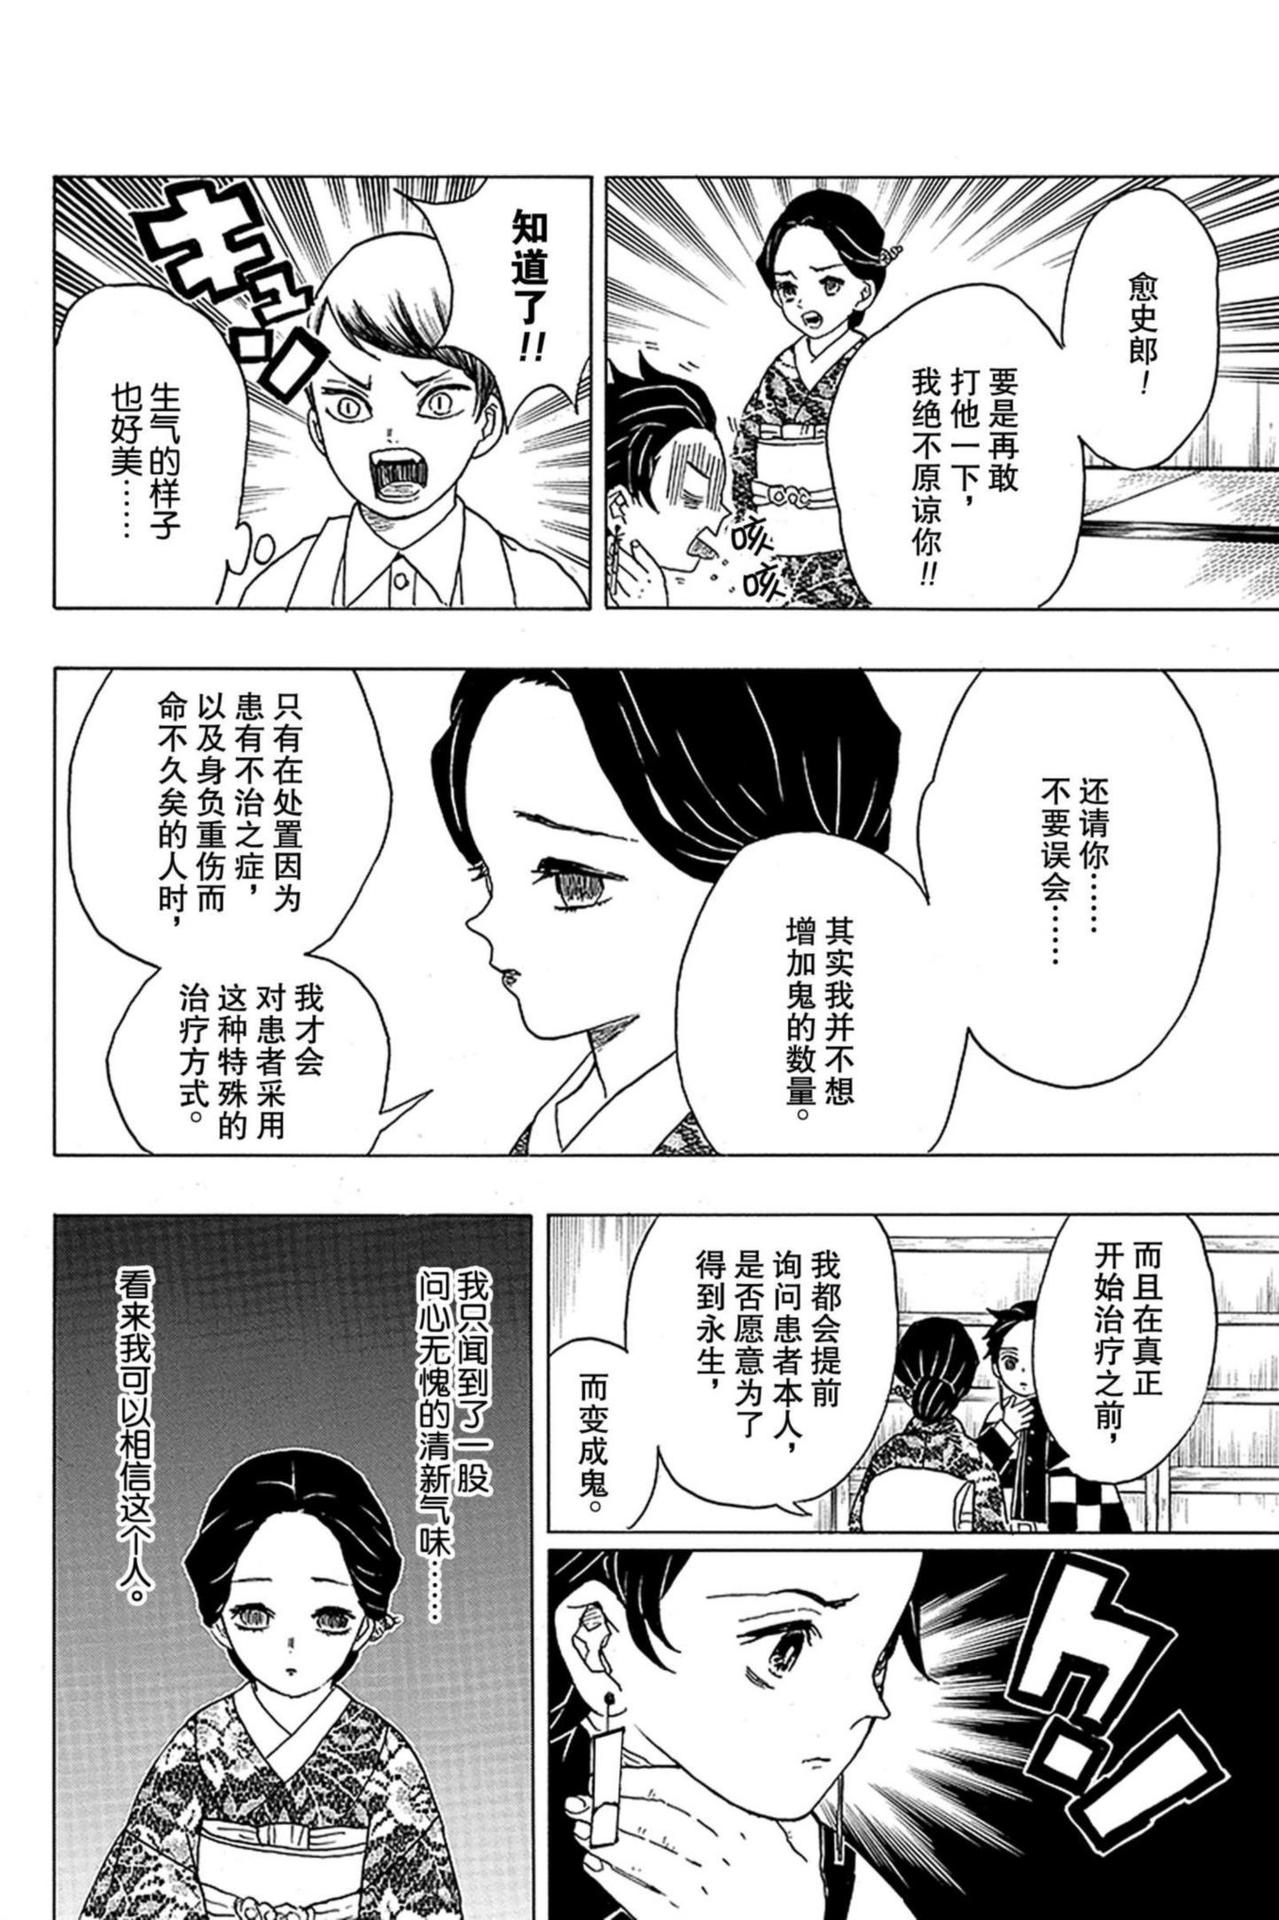 愈史郎！
要是再敢
打他一下，
我绝不原谅你!!
咳
咳
知道了!!
キュッ
生气的样子
也好美……
还请你……
不要误会……
其实我并不想
增加鬼的数量。
只有在处置因为
患有不治之症，
以及身负重伤而
命不久矣的人时，
我才会
对患者采用
这种特殊的
治疗方式。
而且在真正
开始治疗之前，
我都会提前
询问患者本人，
是否愿意为了
得到永生，
而变成鬼。
クン
我只闻到了一股
问心无愧的清新气味……
看来我可以相信这个人。